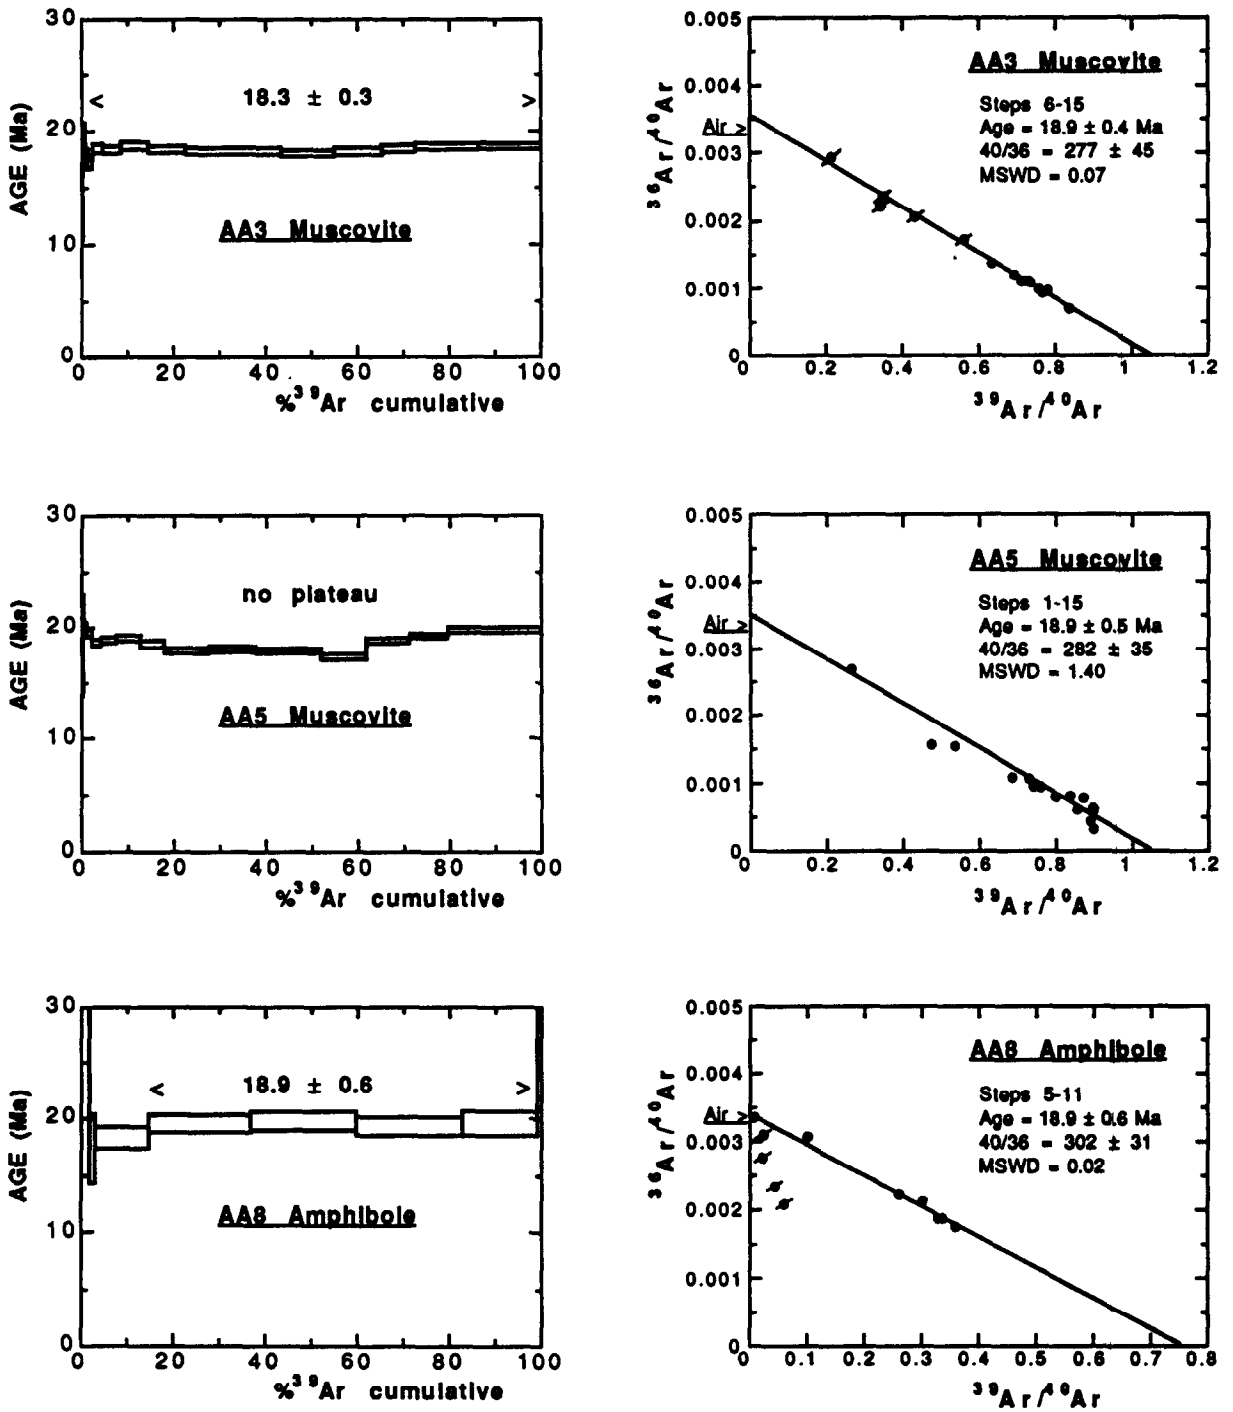 30
20
10
0
AGE (Ma)
< 18.3 ± 0.3 >
AA3 Muscovite
0 20 40 60 80 100
%³⁹Ar cumulative
0.005
0.004
0.003
0.002
0.001
0
³⁶Ar/⁴⁰Ar
Air >
AA3 Muscovite
Steps 6-15
Age = 18.9 ± 0.4 Ma
40/36 = 277 ± 45
MSWD = 0.07
0 0.2 0.4 0.6 0.8 1 1.2
³⁹Ar/⁴⁰Ar
30
20
10
0
AGE (Ma)
no plateau
AA5 Muscovite
0 20 40 60 80 100
%³⁹Ar cumulative
0.005
0.004
0.003
0.002
0.001
0
³⁶Ar/⁴⁰Ar
Air >
AA5 Muscovite
Steps 1-15
Age = 18.9 ± 0.5 Ma
40/36 = 282 ± 35
MSWD = 1.40
0 0.2 0.4 0.6 0.8 1 1.2
³⁹Ar/⁴⁰Ar
30
20
10
0
AGE (Ma)
< 18.9 ± 0.6 >
AA8 Amphibole
0 20 40 60 80 100
%³⁹Ar cumulative
0.005
0.004
0.003
0.002
0.001
0
³⁶Ar/⁴⁰Ar
Air >
AA8 Amphibole
Steps 5-11
Age = 18.9 ± 0.6 Ma
40/36 = 302 ± 31
MSWD = 0.02
0 0.1 0.2 0.3 0.4 0.5 0.6 0.7 0.8
³⁹Ar/⁴⁰Ar